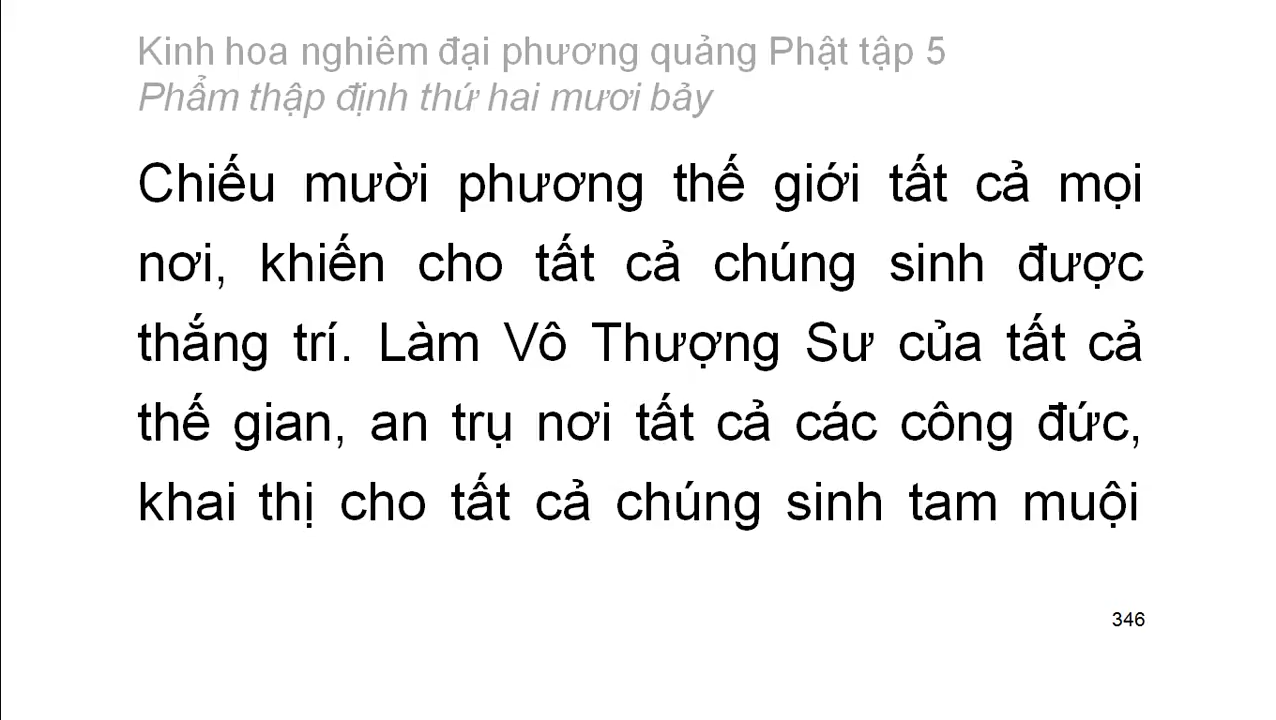 Kinh hoa nghiêm đại phương quảng Phật tập 5
Phẩm thập định thứ hai mươi bảy
Chiếu mười phương thế giới tất cả mọi
nơi, khiến cho tất cả chúng sinh được
thắng trí. Làm Vô Thượng Sư của tất cả
thế gian, an trụ nơi tất cả các công đức,
khai thị cho tất cả chúng sinh tam muội
346